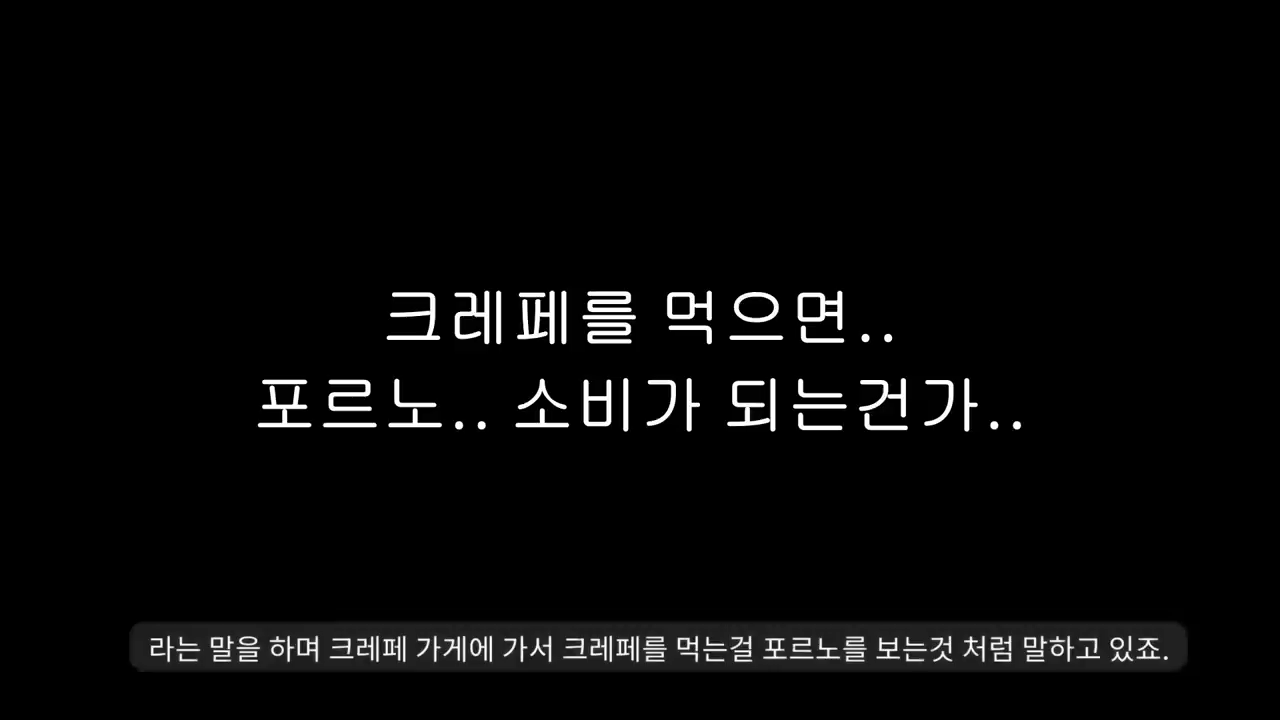 크레페를 먹으면..
포르노.. 소비가 되는건가..
라는 말을 하며 크레페 가게에 가서 크레페를 먹는걸 포르노를 보는것 처럼 말하고 있죠.